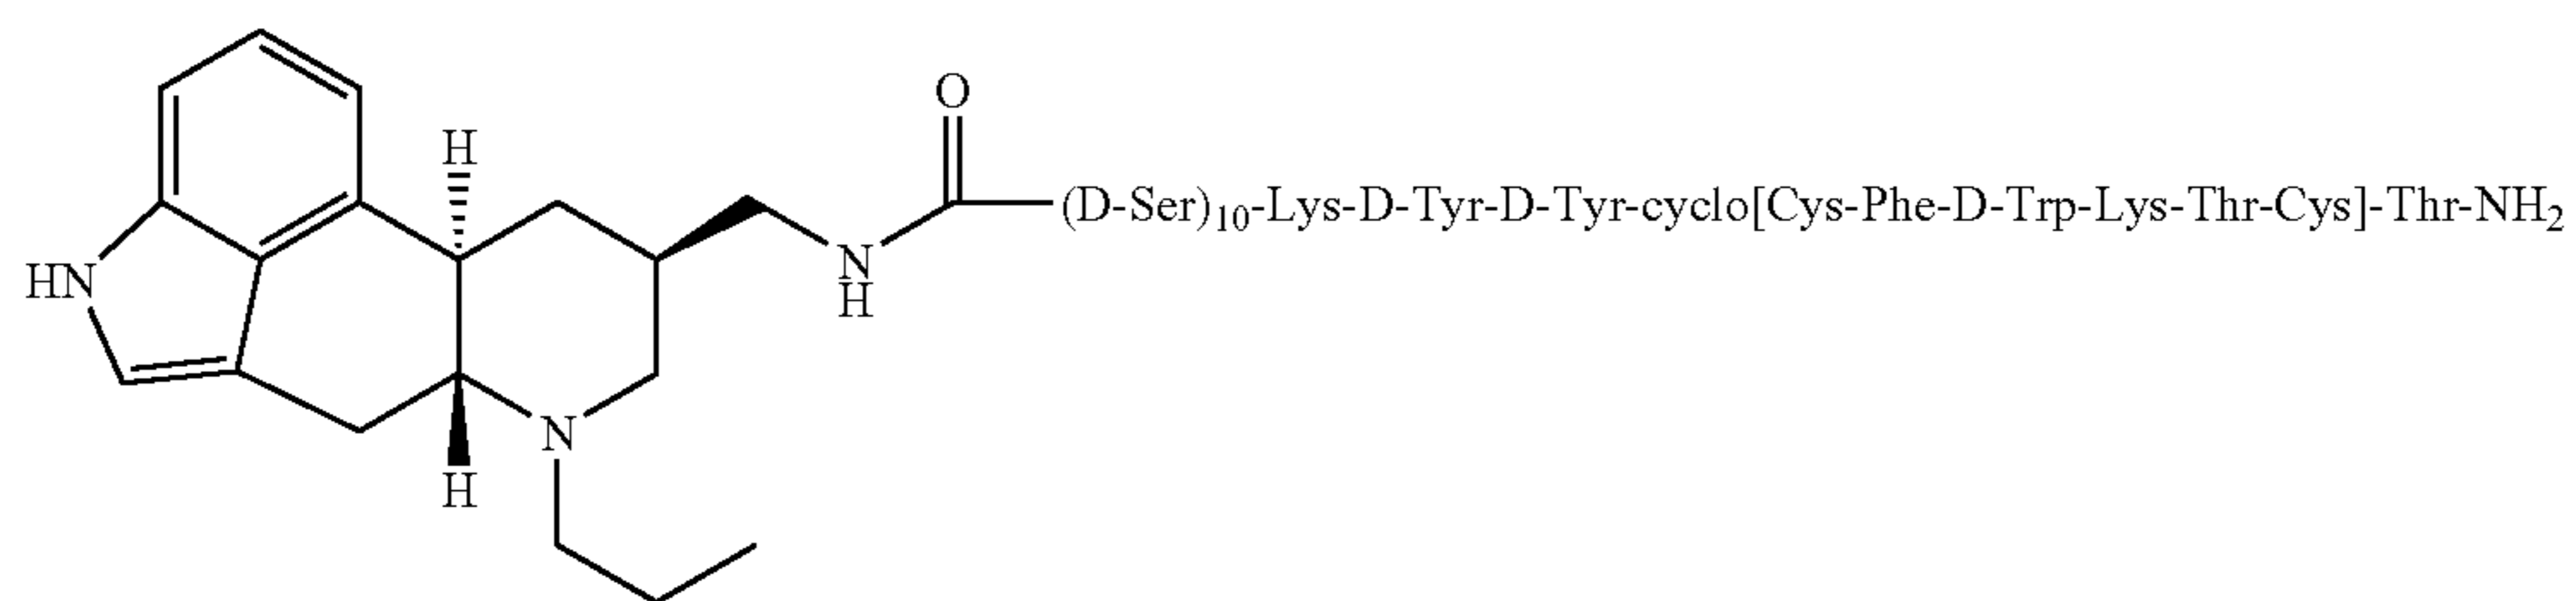 O
H
(D-Ser)10-Lys-D-Tyr-D-Tyr-cyclo[Cys-Phe-D-Trp-Lys-Thr-Cys]-Thr-NH2
N
H
HN
N
H